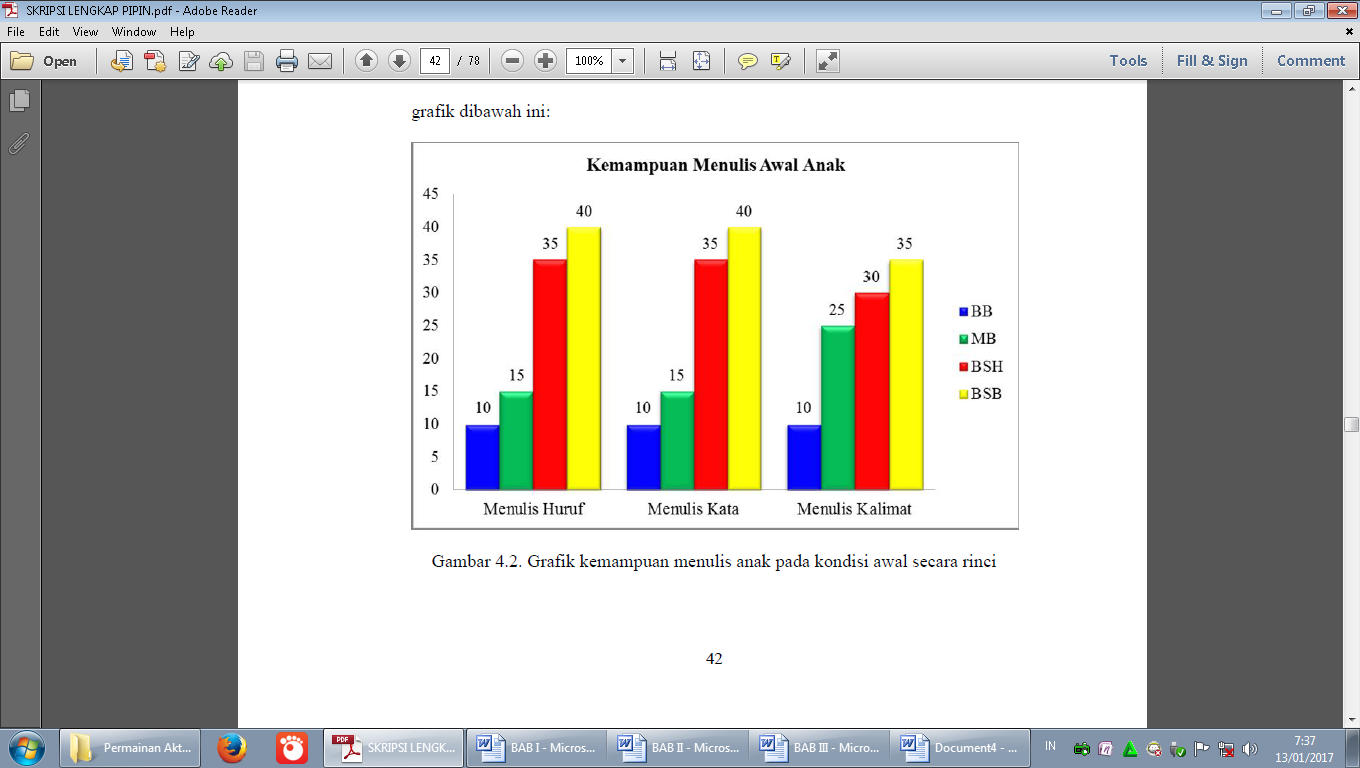 SKRIPSI LENGKAP PIPIN.pdf - Adobe Reader
File Edit View Window Help
Open 42 / 78 100% Tools Fill & Sign Comment
grafik dibawah ini:
Kemampuan Menulis Awal Anak
45
40
35
30
25
20
15
10
5
0
10 15 35 40
10 15 35 40
10 25 30 35
Menulis Huruf Menulis Kata Menulis Kalimat
BB
MB
BSH
BSB
Gambar 4.2. Grafik kemampuan menulis anak pada kondisi awal secara rinci
42
Permainan Akt... SKRIPSI LENGK... BAB I - Micros... BAB II - Micros... BAB III - Micro... Document4 - ... IN 7:37
13/01/2017